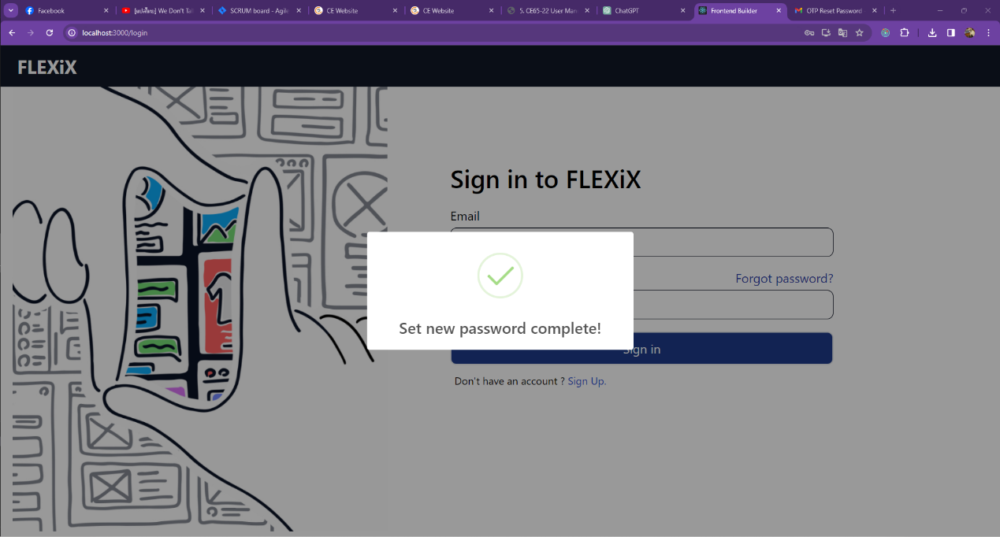 Facebook
[แปลไทย] We Don't Tal
SCRUM board - Agile
CE Website
CE Website
5. CE65-22 User Man
ChatGPT
Frontend Builder
OTP Reset Password
localhost:3000/login
FLEXiX
Sign in to FLEXiX
Email
Forgot password?
Set new password complete!
Sign in
Don't have an account ? Sign Up.